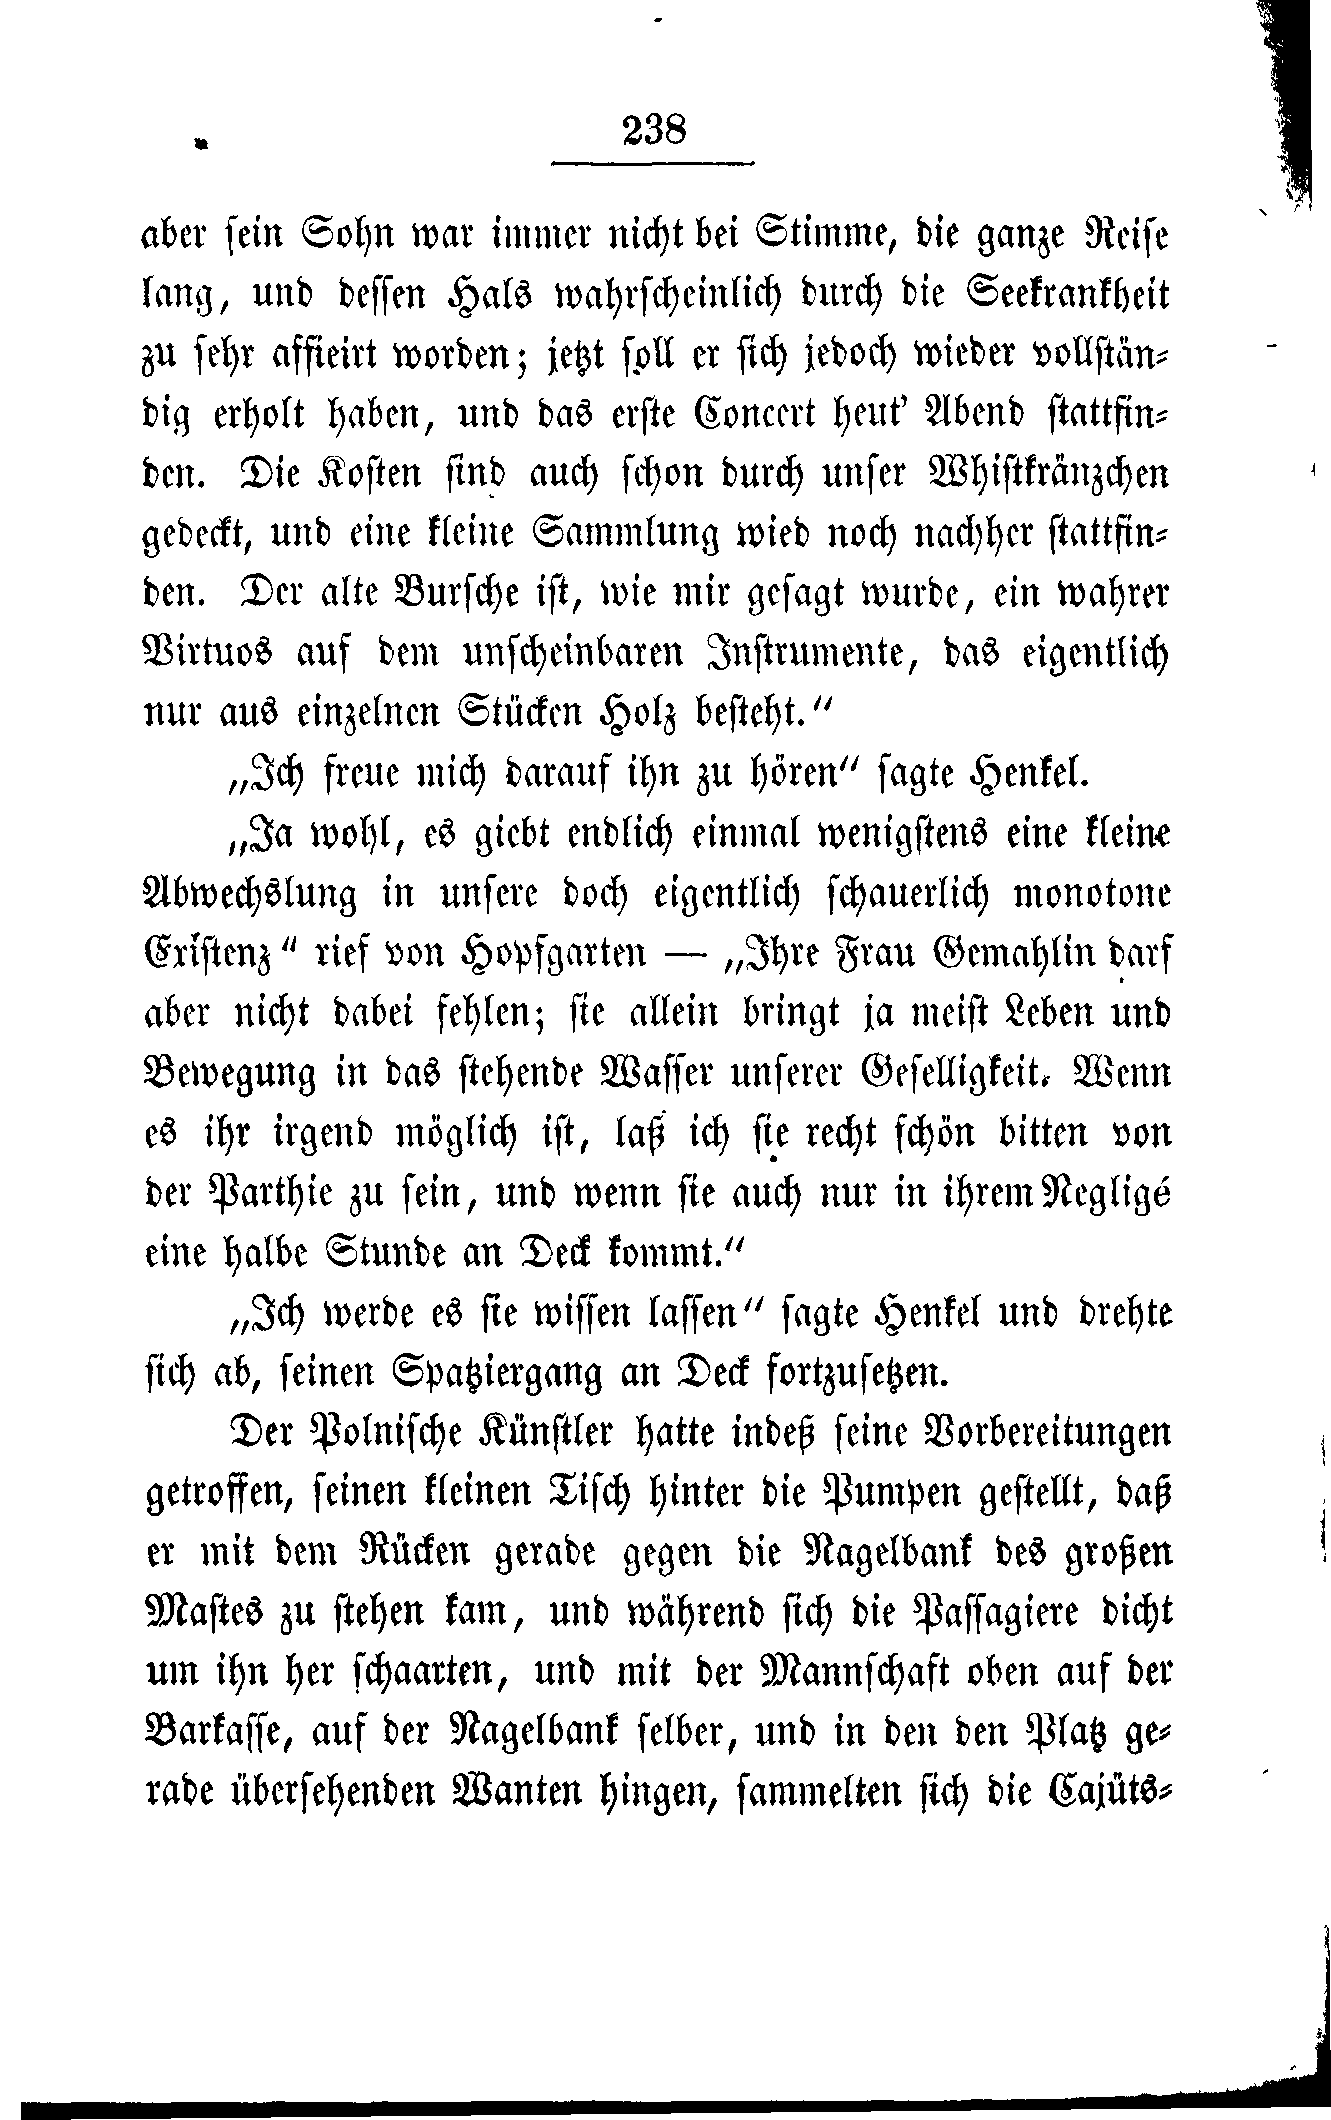 238
aber sein Sohn war immer nicht bei Stimme, die ganze Reise
lang, und dessen Hals wahrscheinlich durch die Seekrankheit
zu sehr affieirt worden; jetzt soll er sich jedoch wieder vollstän-
dig erholt haben, und das erste Concert heut' Abend stattfin-
den. Die Kosten sind auch schon durch unser Whistkränzchen
gedeckt, und eine kleine Sammlung wied noch nachher stattfin-
den. Der alte Bursche ist, wie mir gesagt wurde, ein wahrer
Virtuos auf dem unscheinbaren Instrumente, das eigentlich
nur aus einzelnen Stücken Holz besteht.“
„Ich freue mich darauf ihn zu hören“ sagte Henkel.
„Ja wohl, es giebt endlich einmal wenigstens eine kleine
Abwechslung in unsere doch eigentlich schauerlich monotone
Existenz“ rief von Hopfgarten — „Ihre Frau Gemahlin darf
aber nicht dabei fehlen; sie allein bringt ja meist Leben und
Bewegung in das stehende Wasser unserer Geselligkeit. Wenn
es ihr irgend möglich ist, laß ich sie recht schön bitten von
der Parthie zu sein, und wenn sie auch nur in ihrem Negligé
eine halbe Stunde an Deck kommt.“
„Ich werde es sie wissen lassen“ sagte Henkel und drehte
sich ab, seinen Spatziergang an Deck fortzusetzen.
Der Polnische Künstler hatte indeß seine Vorbereitungen
getroffen, seinen kleinen Tisch hinter die Pumpen gestellt, daß
er mit dem Rücken gerade gegen die Nagelbank des großen
Mastes zu stehen kam, und während sich die Passagiere dicht
um ihn her schaarten, und mit der Mannschaft oben auf der
Barkasse, auf der Nagelbank selber, und in den den Platz ge-
rade übersehenden Wanten hingen, sammelten sich die Cajüts-